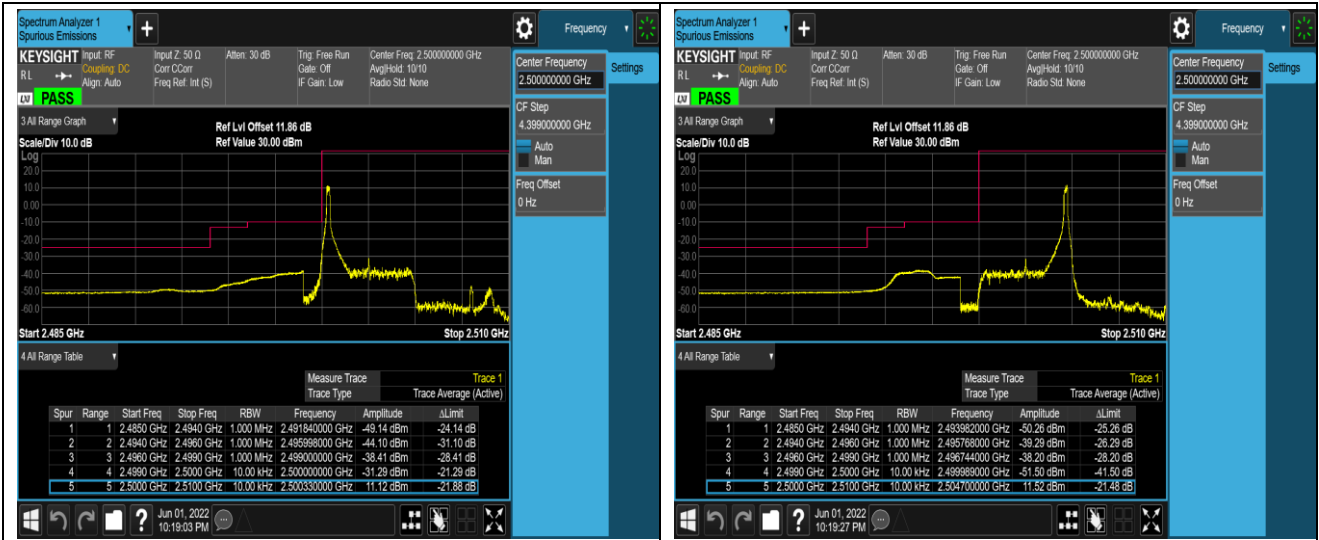 Spectrum Analyzer 1
Spurious Emissions
+
Frequency
KEYSIGHT Input: RF Input Z: 50 Ω Atten: 30 dB Trig: Free Run Center Freq: 2.500000000 GHz
RL Coupling: DC Corr CCorr Gate: Off Avg|Hold: 10/10
Align: Auto Freq Ref: Int (S) IF Gain: Low Radio Std: None
LXI PASS
Center Frequency
2.500000000 GHz
Settings
CF Step
4.399000000 GHz
Auto
Man
Freq Offset
0 Hz
3 All Range Graph
Ref Lvl Offset 11.86 dB
Scale/Div 10.0 dB Ref Value 30.00 dBm
Log
20.0
10.0
0.00
-10.0
-20.0
-30.0
-40.0
-50.0
-60.0
Start 2.485 GHz Stop 2.510 GHz
4 All Range Table
Measure Trace Trace 1
Trace Type Trace Average (Active)
Spur Range Start Freq Stop Freq RBW Frequency Amplitude ΔLimit
1 1 2.4850 GHz 2.4940 GHz 1.000 MHz 2.491840000 GHz -49.14 dBm -24.14 dB
2 2 2.4940 GHz 2.4960 GHz 1.000 MHz 2.495998000 GHz -44.10 dBm -31.10 dB
3 3 2.4960 GHz 2.4990 GHz 1.000 MHz 2.499000000 GHz -38.41 dBm -28.41 dB
4 4 2.4990 GHz 2.5000 GHz 10.00 kHz 2.500000000 GHz -31.29 dBm -21.29 dB
5 5 2.5000 GHz 2.5100 GHz 10.00 kHz 2.500330000 GHz 11.12 dBm -21.88 dB
?
Jun 01, 2022
10:19:03 PM
Spectrum Analyzer 1
Spurious Emissions
+
Frequency
KEYSIGHT Input: RF Input Z: 50 Ω Atten: 30 dB Trig: Free Run Center Freq: 2.500000000 GHz
RL Coupling: DC Corr CCorr Gate: Off Avg|Hold: 10/10
Align: Auto Freq Ref: Int (S) IF Gain: Low Radio Std: None
LXI PASS
Center Frequency
2.500000000 GHz
Settings
CF Step
4.399000000 GHz
Auto
Man
Freq Offset
0 Hz
3 All Range Graph
Ref Lvl Offset 11.86 dB
Scale/Div 10.0 dB Ref Value 30.00 dBm
Log
20.0
10.0
0.00
-10.0
-20.0
-30.0
-40.0
-50.0
-60.0
Start 2.485 GHz Stop 2.510 GHz
4 All Range Table
Measure Trace Trace 1
Trace Type Trace Average (Active)
Spur Range Start Freq Stop Freq RBW Frequency Amplitude ΔLimit
1 1 2.4850 GHz 2.4940 GHz 1.000 MHz 2.493982000 GHz -50.26 dBm -25.26 dB
2 2 2.4940 GHz 2.4960 GHz 1.000 MHz 2.495768000 GHz -39.29 dBm -26.29 dB
3 3 2.4960 GHz 2.4990 GHz 1.000 MHz 2.496744000 GHz -38.20 dBm -28.20 dB
4 4 2.4990 GHz 2.5000 GHz 10.00 kHz 2.499989000 GHz -51.50 dBm -41.50 dB
5 5 2.5000 GHz 2.5100 GHz 10.00 kHz 2.504700000 GHz 11.52 dBm -21.48 dB
?
Jun 01, 2022
10:19:27 PM